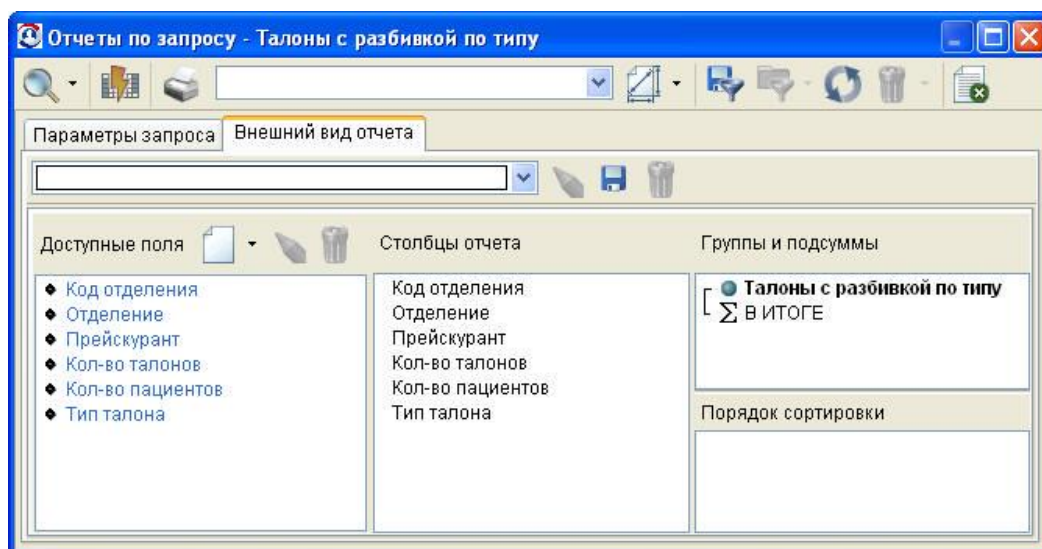 Отчеты по запросу - Талоны с разбивкой по типу
Параметры запроса
Внешний вид отчета
Доступные поля
Код отделения
Отделение
Прейскурант
Кол-во талонов
Кол-во пациентов
Тип талона
Столбцы отчета
Код отделения
Отделение
Прейскурант
Кол-во талонов
Кол-во пациентов
Тип талона
Группы и подсуммы
Талоны с разбивкой по типу
Σ В ИТОГЕ
Порядок сортировки